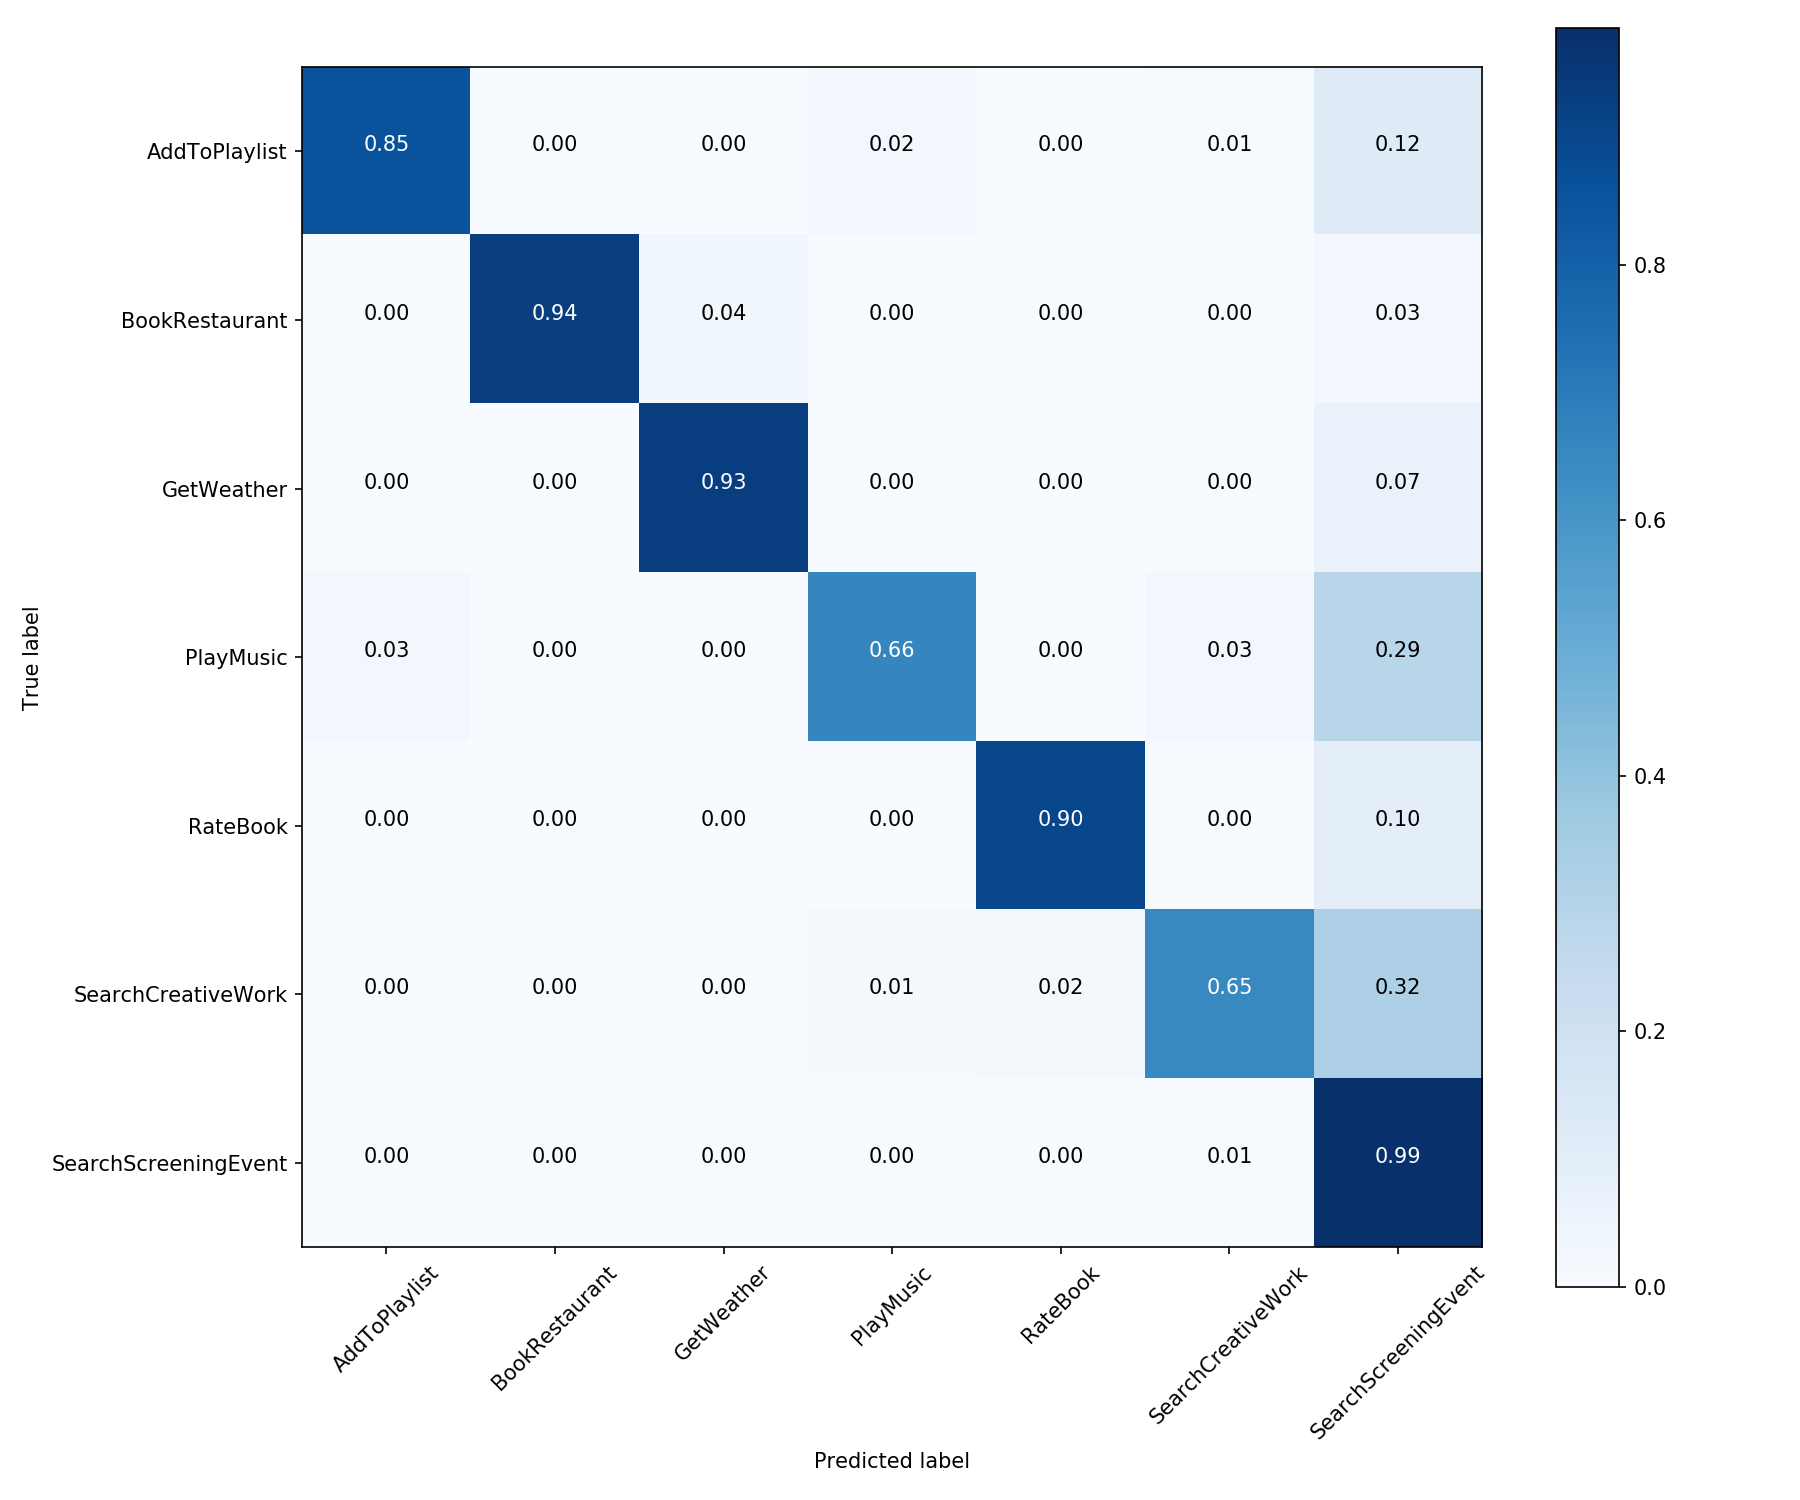 AddToPlaylist 0.85 0.00 0.00 0.02 0.00 0.01 0.12
BookRestaurant 0.00 0.94 0.04 0.00 0.00 0.00 0.03
GetWeather 0.00 0.00 0.93 0.00 0.00 0.00 0.07
PlayMusic 0.03 0.00 0.00 0.66 0.00 0.03 0.29
RateBook 0.00 0.00 0.00 0.00 0.90 0.00 0.10
SearchCreativeWork 0.00 0.00 0.00 0.01 0.02 0.65 0.32
SearchScreeningEvent 0.00 0.00 0.00 0.00 0.00 0.01 0.99
True label
AddToPlaylist
BookRestaurant
GetWeather
PlayMusic
RateBook
SearchCreativeWork
SearchScreeningEvent
Predicted label
0.8
0.6
0.4
0.2
0.0